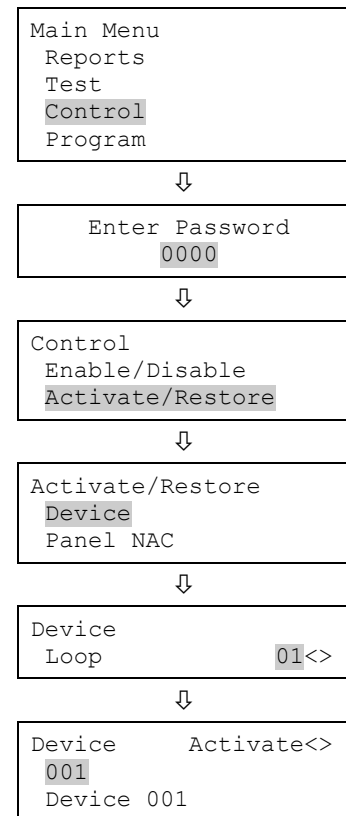 Main Menu
Reports
Test
Control
Program
⇩
Enter Password
0000
⇩
Control
Enable/Disable
Activate/Restore
⇩
Activate/Restore
Device
Panel NAC
⇩
Device
Loop 01<>
⇩
Device Activate<>
001
Device 001